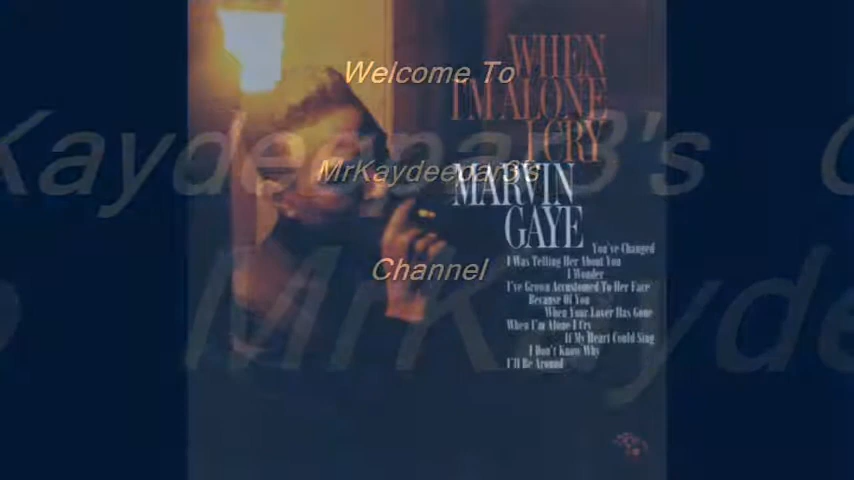 Welcome To
MrKaydeepar3's
Channel
WHEN
I'M ALONE
I CRY
MARVIN
GAYE
You've Changed
I Was Telling Her About You
I Wonder
I've Grown Accustomed To Her Face
Because Of You
When Your Lover Has Gone
When I'm Alone I Cry
If My Heart Could Sing
I Don't Know Why
I'll Be Around